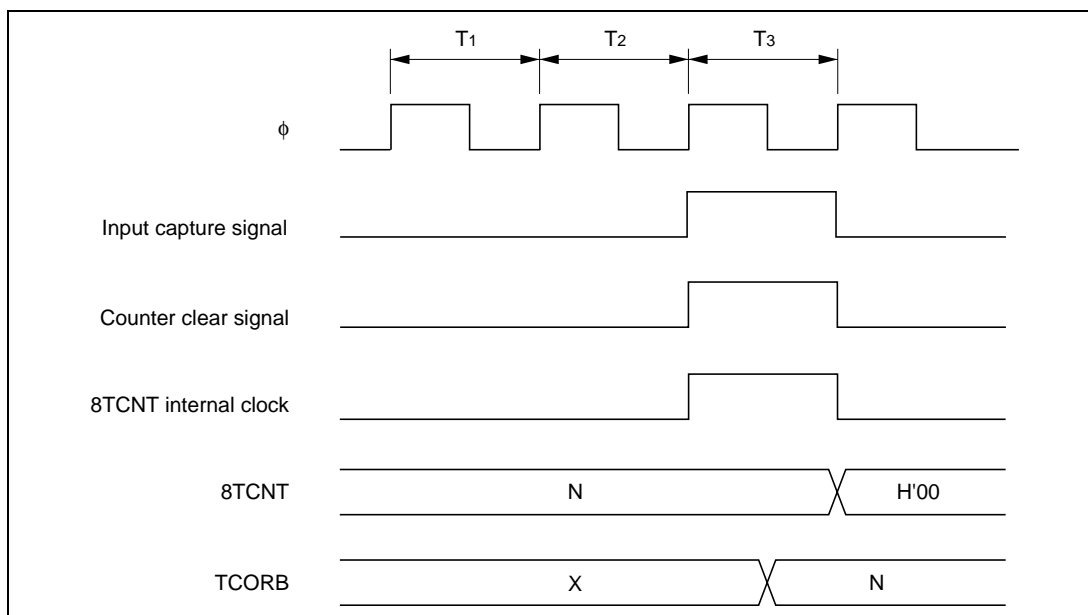 T1 T2 T3
φ
Input capture signal
Counter clear signal
8TCNT internal clock
8TCNT N H'00
TCORB X N